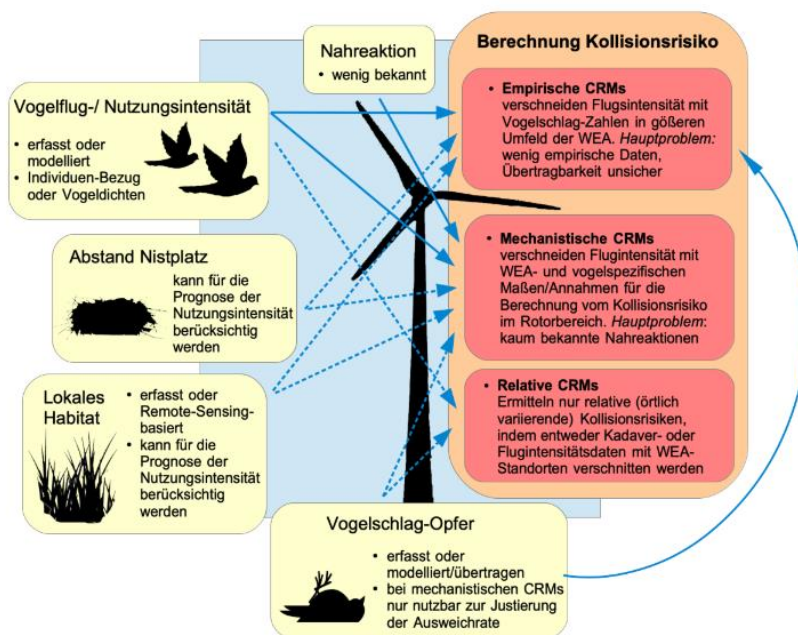 Nahreaktion
• wenig bekannt
Vogelflug-/ Nutzungsintensität
• erfasst oder
modelliert
• Individuen-Bezug
oder Vogeldichten
Abstand Nistplatz
kann für die
Prognose der
Nutzungsintensität
berücksichtig
werden
Lokales
Habitat
• erfasst oder
Remote-Sensing-
basiert
• kann für die
Prognose der
Nutzungsintensität
berücksichtig
werden
Vogelschlag-Opfer
• erfasst oder
modelliert/übertragen
• bei mechanistischen CRMs
nur nutzbar zur Justierung
der Ausweichrate
Berechnung Kollisionsrisiko
• Empirische CRMs
verschneiden Flugsintensität mit
Vogelschlag-Zahlen in gößeren
Umfeld der WEA. Hauptproblem:
wenig empirische Daten,
Übertragbarkeit unsicher
• Mechanistische CRMs
verschneiden Flugintensität mit
WEA- und vogelspezifischen
Maßen/Annahmen für die
Berechnung vom Kollisionsrisiko
im Rotorbereich. Hauptproblem:
kaum bekannte Nahreaktionen
• Relative CRMs
Ermitteln nur relative (örtlich
variierende) Kollisionsrisiken,
indem entweder Kadaver- oder
Flugintensitätsdaten mit WEA-
Standorten verschnitten werden